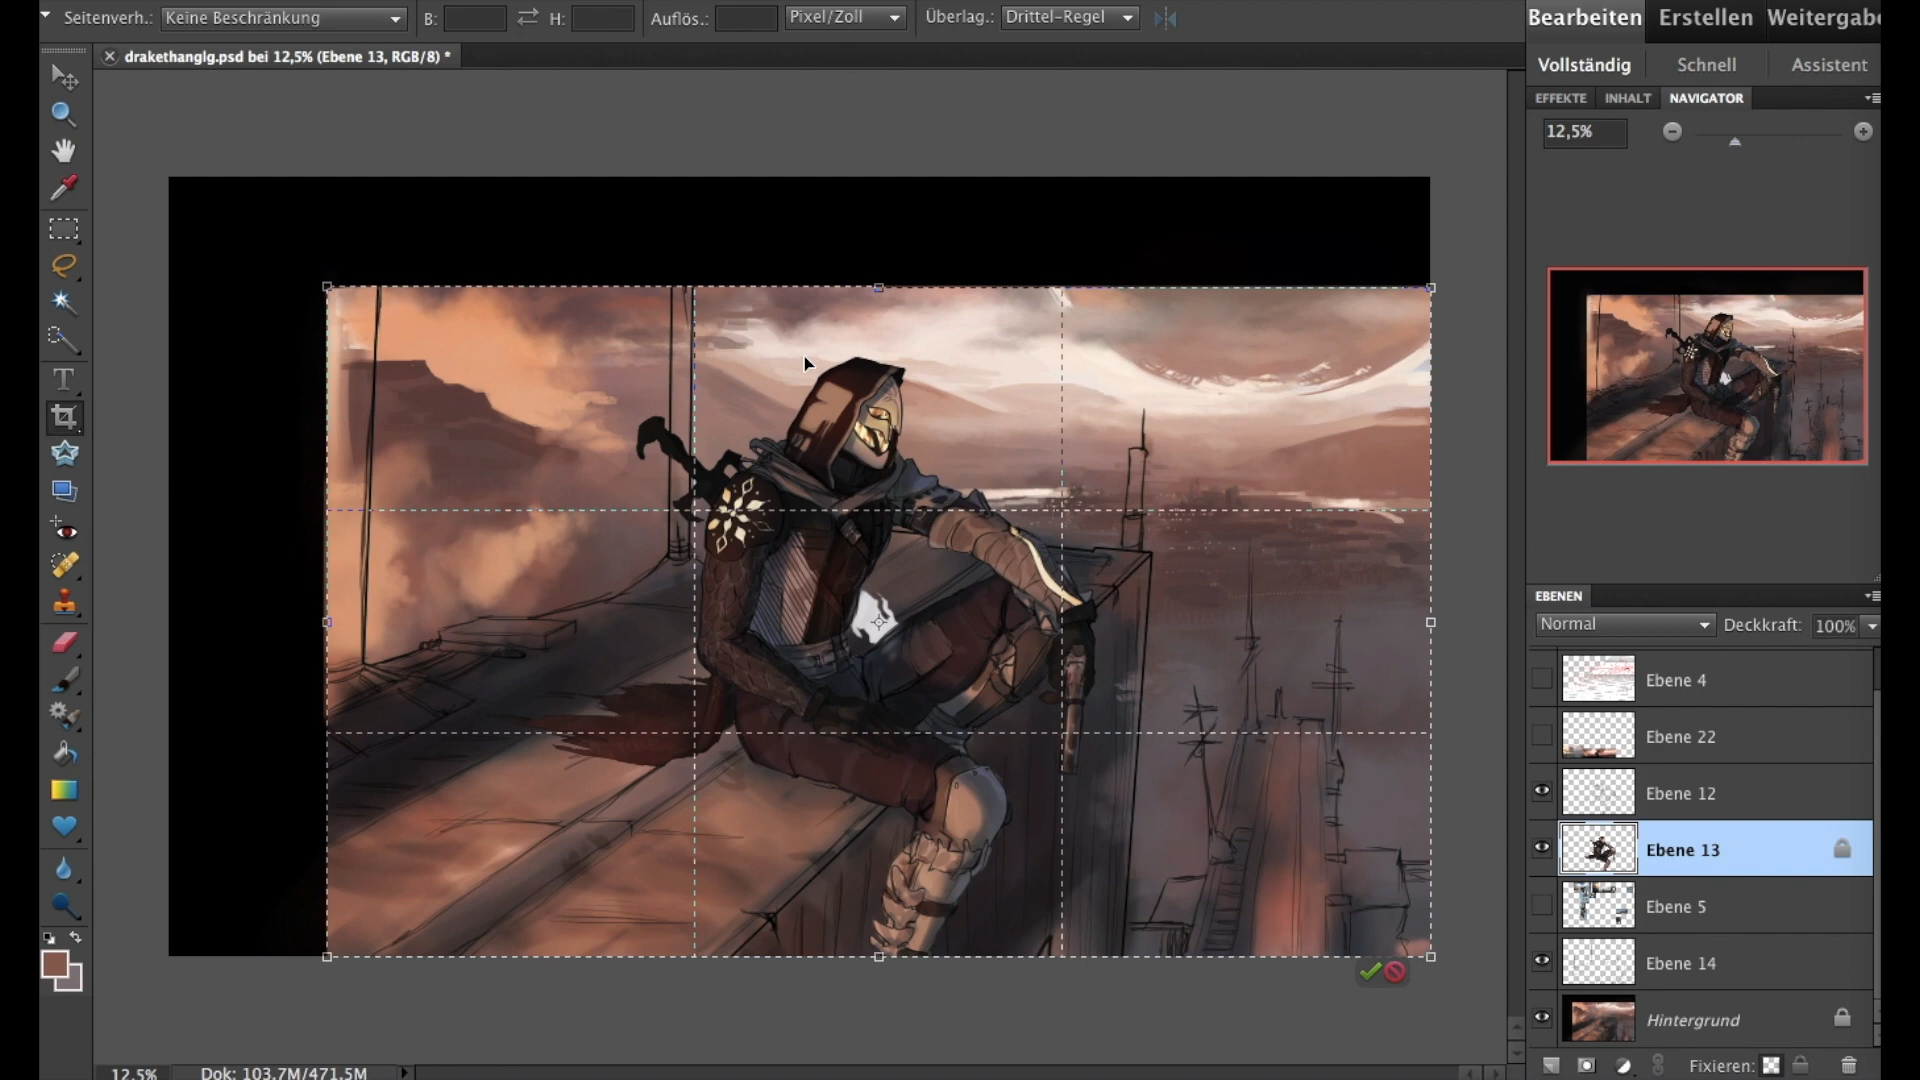 Seitenverh.: Keine Beschränkung B: H: Auflös.: Pixel/Zoll Überlag.: Drittel-Regel
Bearbeiten Erstellen Weitergabe
drakethanglg.psd bei 12,5% (Ebene 13, RGB/8) *
Vollständig Schnell Assistent
EFFEKTE INHALT NAVIGATOR
12,5%
EBENEN
Normal Deckkraft: 100%
Ebene 4
Ebene 22
Ebene 12
Ebene 13
Ebene 5
Ebene 14
Hintergrund
Fixieren:
12,5% Dok: 103,7M/471,5M